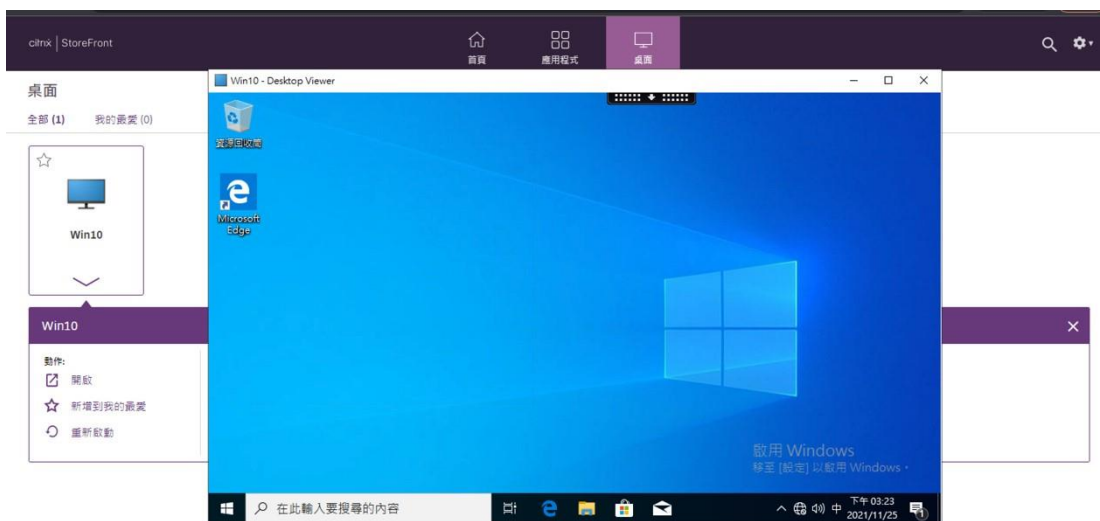 citrix | StoreFront
首頁
應用程式
桌面
桌面
全部 (1) 我的最愛 (0)
Win10
Win10
動作:
開啟
新增到我的最愛
重新啟動
Win10 - Desktop Viewer
資源回收筒
Microsoft
Edge
啟用 Windows
移至 [設定] 以啟用 Windows。
在此輸入要搜尋的內容
中
下午 03:23
2021/11/25
1